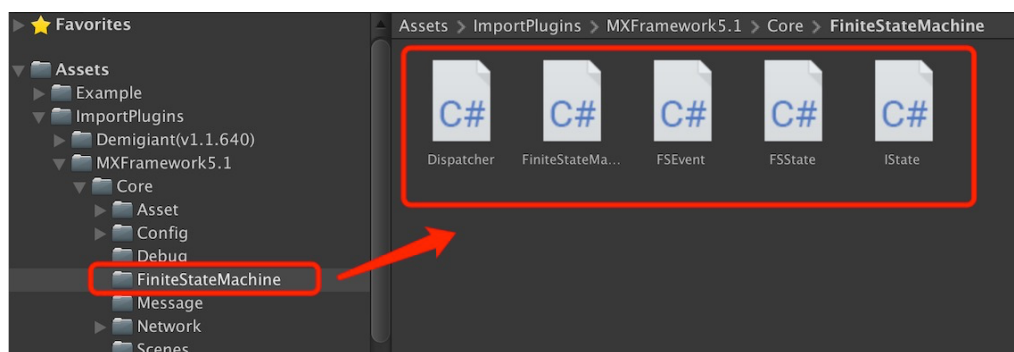 Favorites
Assets
Example
ImportPlugins
Demigiant(v1.1.640)
MXFramework5.1
Core
Asset
Config
Debug
FiniteStateMachine
Message
Network
Scenes
Assets > ImportPlugins > MXFramework5.1 > Core > FiniteStateMachine
C# C# C# C# C#
Dispatcher FiniteStateMa... FSEvent FSState IState